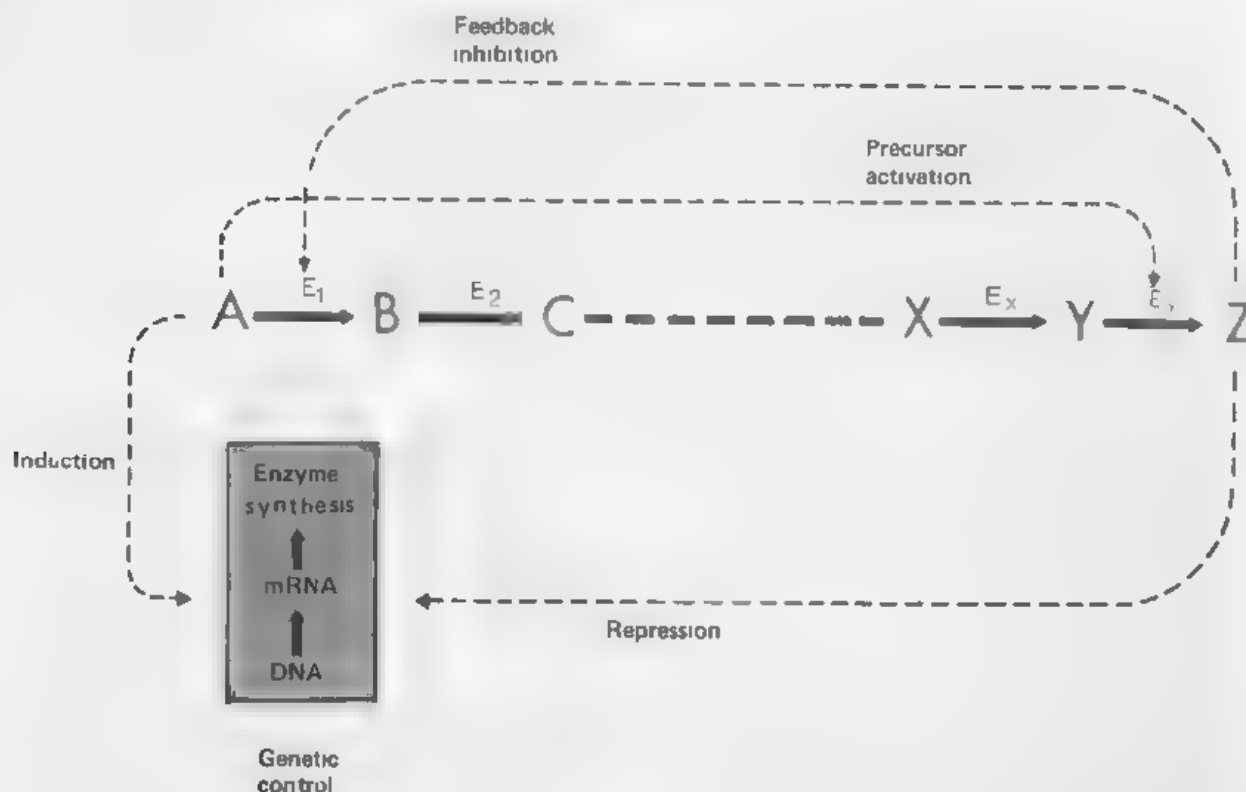 Feedback
inhibition
Precursor
activation
A E₁ B E₂ C X Eₓ Y Z
Induction
Enzyme
synthesis
mRNA
DNA
Repression
Genetic
control